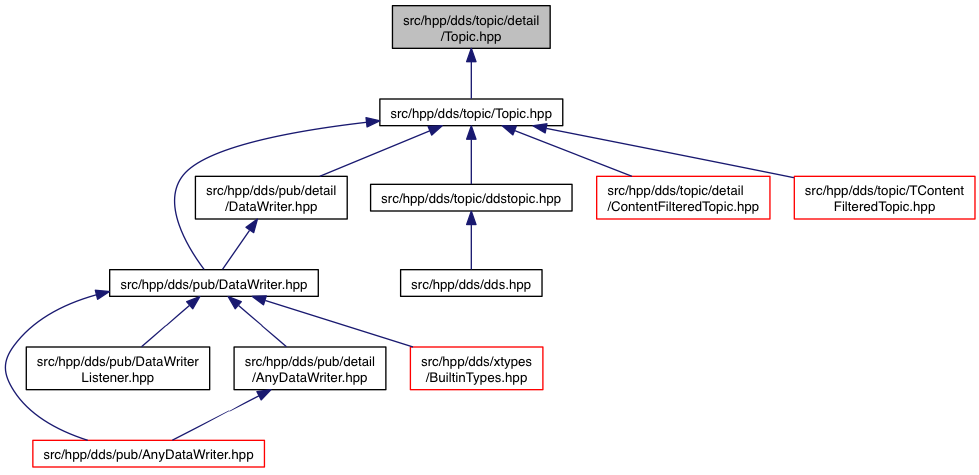 src/hpp/dds/topic/detail
/Topic.hpp
src/hpp/dds/topic/Topic.hpp
src/hpp/dds/pub/detail
/DataWriter.hpp
src/hpp/dds/topic/ddstopic.hpp
src/hpp/dds/topic/detail
/ContentFilteredTopic.hpp
src/hpp/dds/topic/TContent
FilteredTopic.hpp
src/hpp/dds/pub/DataWriter.hpp
src/hpp/dds/dds.hpp
src/hpp/dds/pub/DataWriter
Listener.hpp
src/hpp/dds/pub/detail
/AnyDataWriter.hpp
src/hpp/dds/xtypes
/BuiltinTypes.hpp
src/hpp/dds/pub/AnyDataWriter.hpp